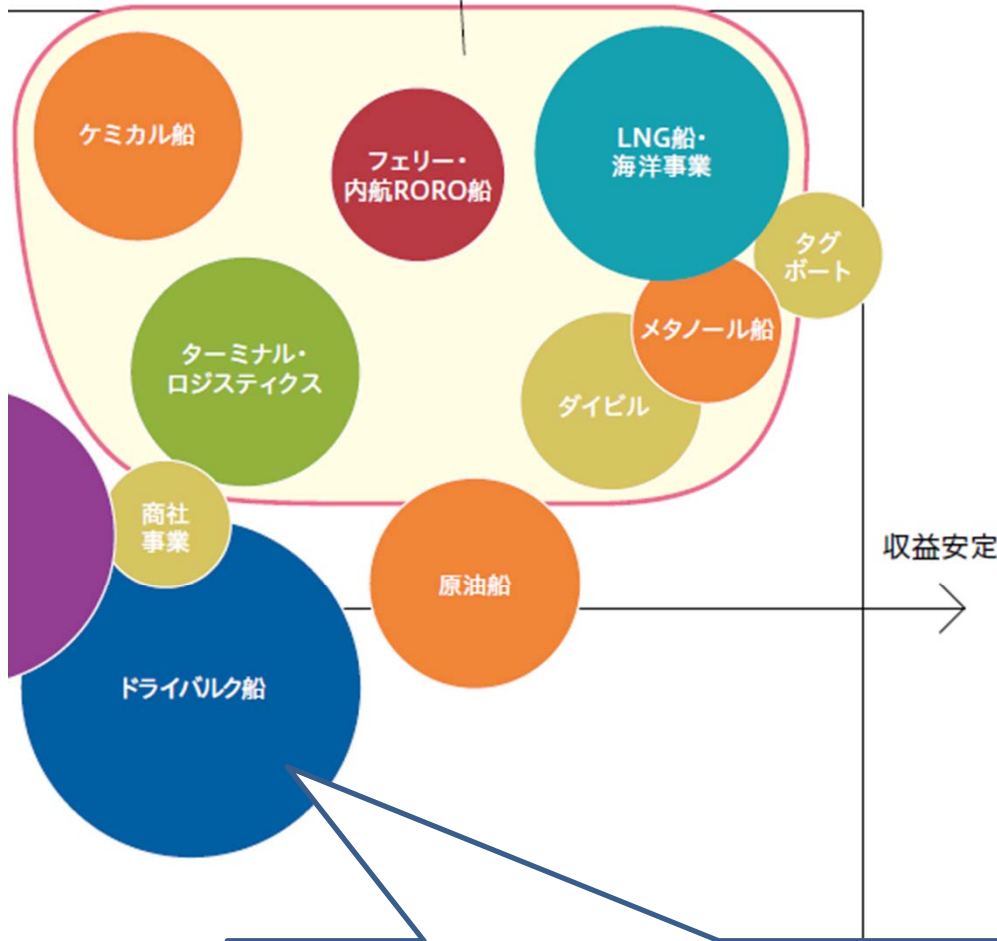 ケミカル船
フェリー・
内航RORO船
LNG船・
海洋事業
タグ
ボート
メタノール船
ターミナル・
ロジスティクス
ダイビル
商社
事業
原油船
収益安定
ドライバルク船